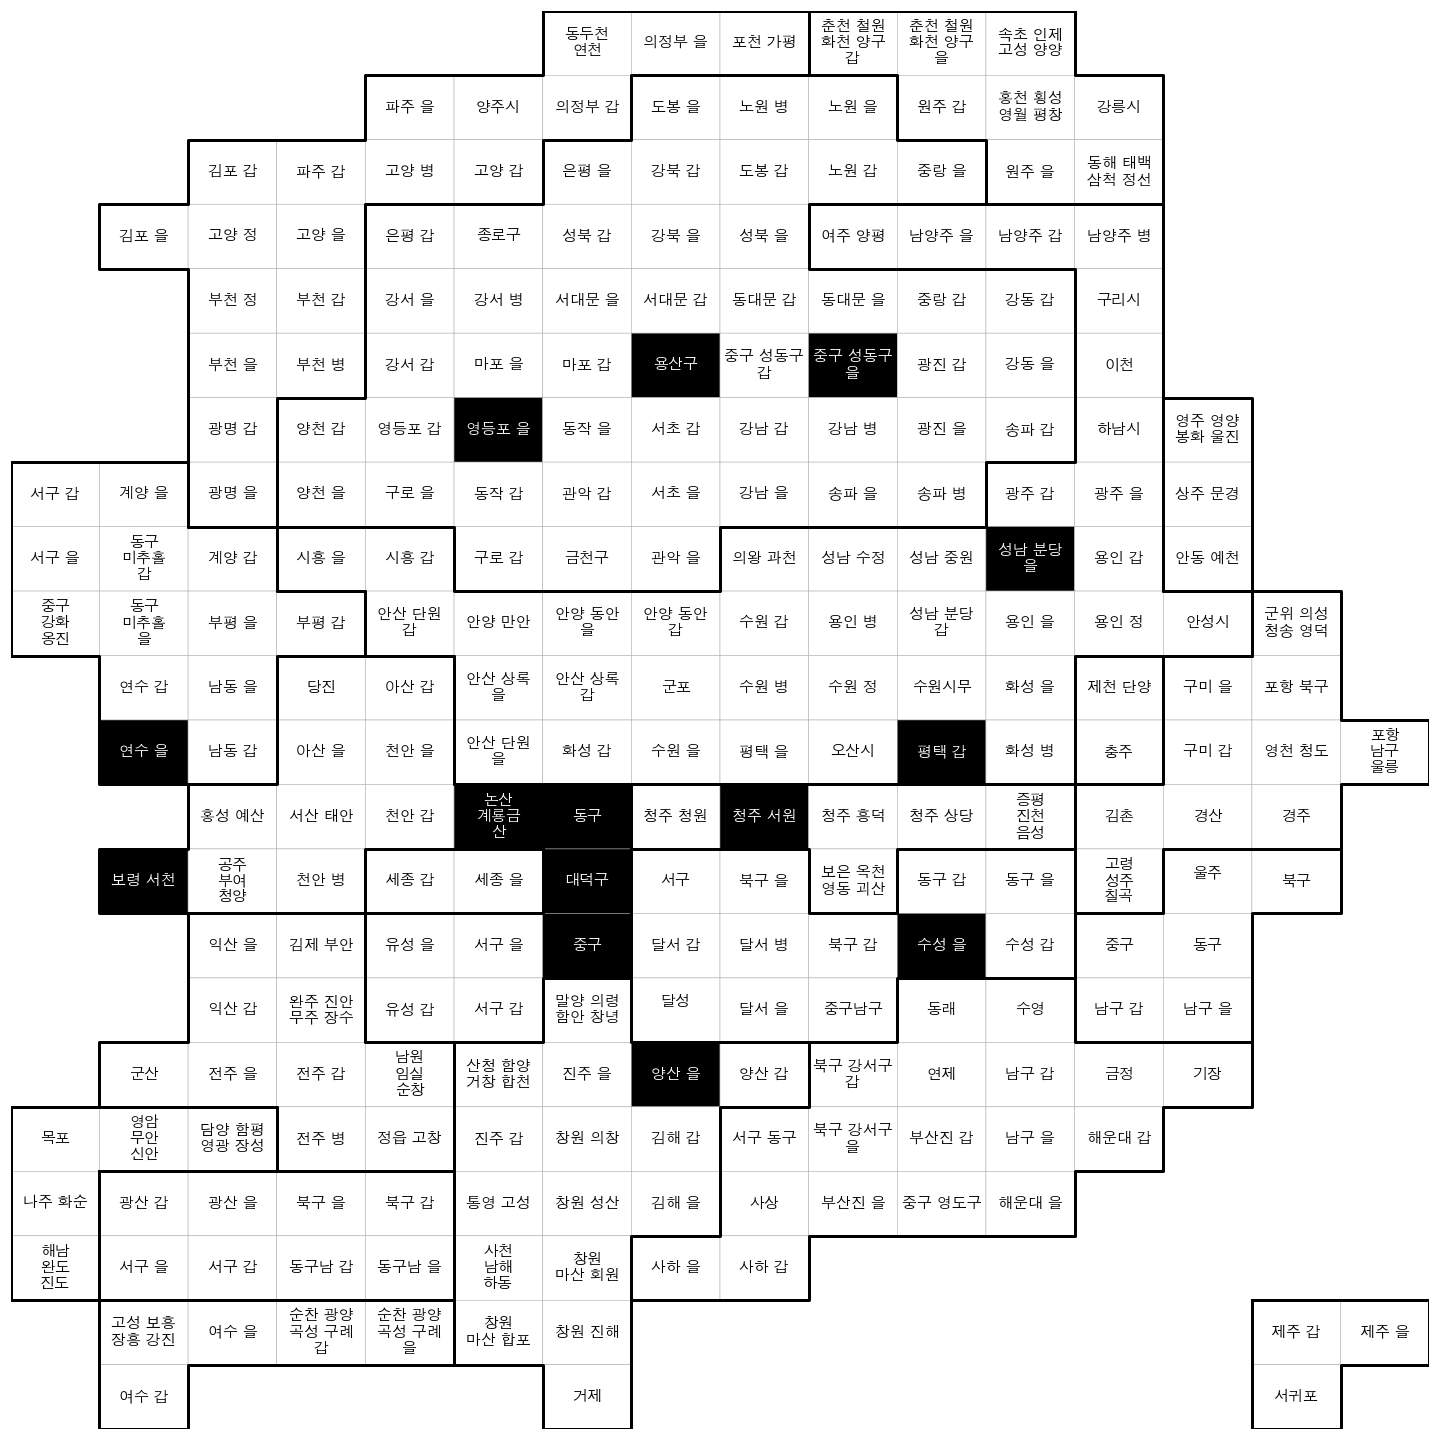 동두천
연천
의정부 을
포천 가평
춘천 철원
화천 양구
갑
춘천 철원
화천 양구
을
속초 인제
고성 양양
파주 을
양주시
의정부 갑
도봉 을
노원 병
노원 을
원주 갑
홍천 횡성
영월 평창
강릉시
김포 갑
파주 갑
고양 병
고양 갑
은평 을
강북 갑
도봉 갑
노원 갑
중랑 을
원주 을
동해 태백
삼척 정선
김포 을
고양 정
고양 을
은평 갑
종로구
성북 갑
강북 을
성북 을
여주 양평
남양주 을
남양주 갑
남양주 병
부천 정
부천 갑
강서 을
강서 병
서대문 을
서대문 갑
동대문 갑
동대문 을
중랑 갑
강동 갑
구리시
부천 을
부천 병
강서 갑
마포 을
마포 갑
용산구
중구 성동구
갑
중구 성동구
을
광진 갑
강동 을
이천
광명 갑
양천 갑
영등포 갑
영등포 을
동작 을
서초 갑
강남 갑
강남 병
광진 을
송파 갑
하남시
영주 영양
봉화 울진
서구 갑
계양 을
광명 을
양천 을
구로 을
동작 갑
관악 갑
서초 을
강남 을
송파 을
송파 병
광주 갑
광주 을
상주 문경
서구 을
동구
미추홀
갑
계양 갑
시흥 을
시흥 갑
구로 갑
금천구
관악 을
의왕 과천
성남 수정
성남 중원
성남 분당
을
용인 갑
안동 예천
중구
강화
옹진
동구
미추홀
을
부평 을
부평 갑
안산 단원
갑
안양 만안
안양 동안
을
안양 동안
갑
수원 갑
용인 병
성남 분당
갑
용인 을
용인 정
안성시
군위 의성
청송 영덕
연수 갑
남동 을
당진
아산 갑
안산 상록
을
안산 상록
갑
군포
수원 병
수원 정
수원시무
화성 을
제천 단양
구미 을
포항 북구
연수 을
남동 갑
아산 을
천안 을
안산 단원
을
화성 갑
수원 을
평택 을
오산시
평택 갑
화성 병
충주
구미 갑
영천 청도
포항
남구
울릉
홍성 예산
서산 태안
천안 갑
논산
계룡금
산
동구
청주 청원
청주 서원
청주 흥덕
청주 상당
증평
진천
음성
김촌
경산
경주
보령 서천
공주
부여
청양
천안 병
세종 갑
세종 을
대덕구
서구
북구 을
보은 옥천
영동 괴산
동구 갑
동구 을
고령
성주
칠곡
울주
북구
익산 을
김제 부안
유성 을
서구 을
중구
달서 갑
달서 병
북구 갑
수성 을
수성 갑
중구
동구
익산 갑
완주 진안
무주 장수
유성 갑
서구 갑
말양 의령
함안 창녕
달성
달서 을
중구남구
동래
수영
남구 갑
남구 을
군산
전주 을
전주 갑
남원
임실
순창
산청 함양
거창 합천
진주 을
양산 을
양산 갑
북구 강서구
갑
연제
남구 갑
금정
기장
목포
영암
무안
신안
담양 함평
영광 장성
전주 병
정읍 고창
진주 갑
창원 의창
김해 갑
서구 동구
북구 강서구
을
부산진 갑
남구 을
해운대 갑
나주 화순
광산 갑
광산 을
북구 을
북구 갑
통영 고성
창원 성산
김해 을
사상
부산진 을
중구 영도구
해운대 을
해남
완도
진도
서구 을
서구 갑
동구남 갑
동구남 을
사천
남해
하동
창원
마산 회원
사하 을
사하 갑
고성 보흥
장흥 강진
여수 을
순찬 광양
곡성 구례
갑
순찬 광양
곡성 구례
을
창원
마산 합포
창원 진해
제주 갑
제주 을
여수 갑
거제
서귀포